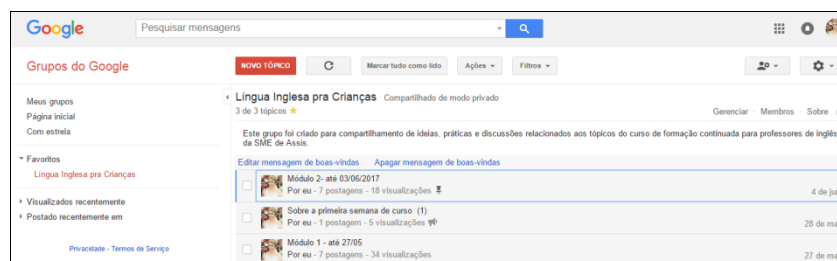 Google
Pesquisar mensagens
Grupos do Google
NOVO TÓPICO
Marcar tudo como lido
Ações
Filtros
Meus grupos
Página inicial
Com estrela
Favoritos
Língua Inglesa pra Crianças
Visualizados recentemente
Postado recentemente em
Privacidade - Termos de Serviço
Língua Inglesa pra Crianças Compartilhado de modo privado
3 de 3 tópicos
Gerenciar · Membros · Sobre
Este grupo foi criado para compartilhamento de ideias, práticas e discussões relacionados aos tópicos do curso de formação continuada para professores de inglês
da SME de Assis.
Editar mensagem de boas-vindas Apagar mensagem de boas-vindas
Módulo 2- até 03/06/2017
Por eu - 7 postagens - 18 visualizações
4 de
Sobre a primeira semana de curso (1)
Por eu - 1 postagem - 5 visualizações
28 de
Módulo 1 - até 27/05
Por eu - 7 postagens - 34 visualizações
27 de